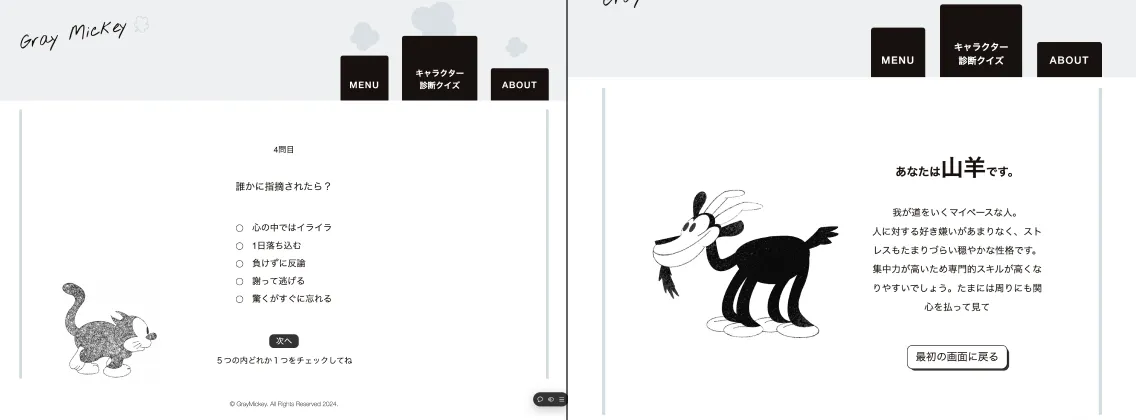 Gray Mickey
MENU
キャラクター
診断クイズ
ABOUT
4問目
誰かに指摘されたら？
心の中ではイライラ
1日落ち込む
負けずに反論
謝って逃げる
驚くがすぐに忘れる
次へ
５つの内どれか１つをチェックしてね
© GrayMickey. All Rights Reserved 2024.
MENU
キャラクター
診断クイズ
ABOUT
あなたは山羊です。
我が道をいくマイペースな人。
人に対する好き嫌いがあまりなく、スト
レスもたまりづらい穏やかな性格です。
集中力が高いため専門的スキルが高くな
りやすいでしょう。たまには周りにも関
心を払って見て
最初の画面に戻る